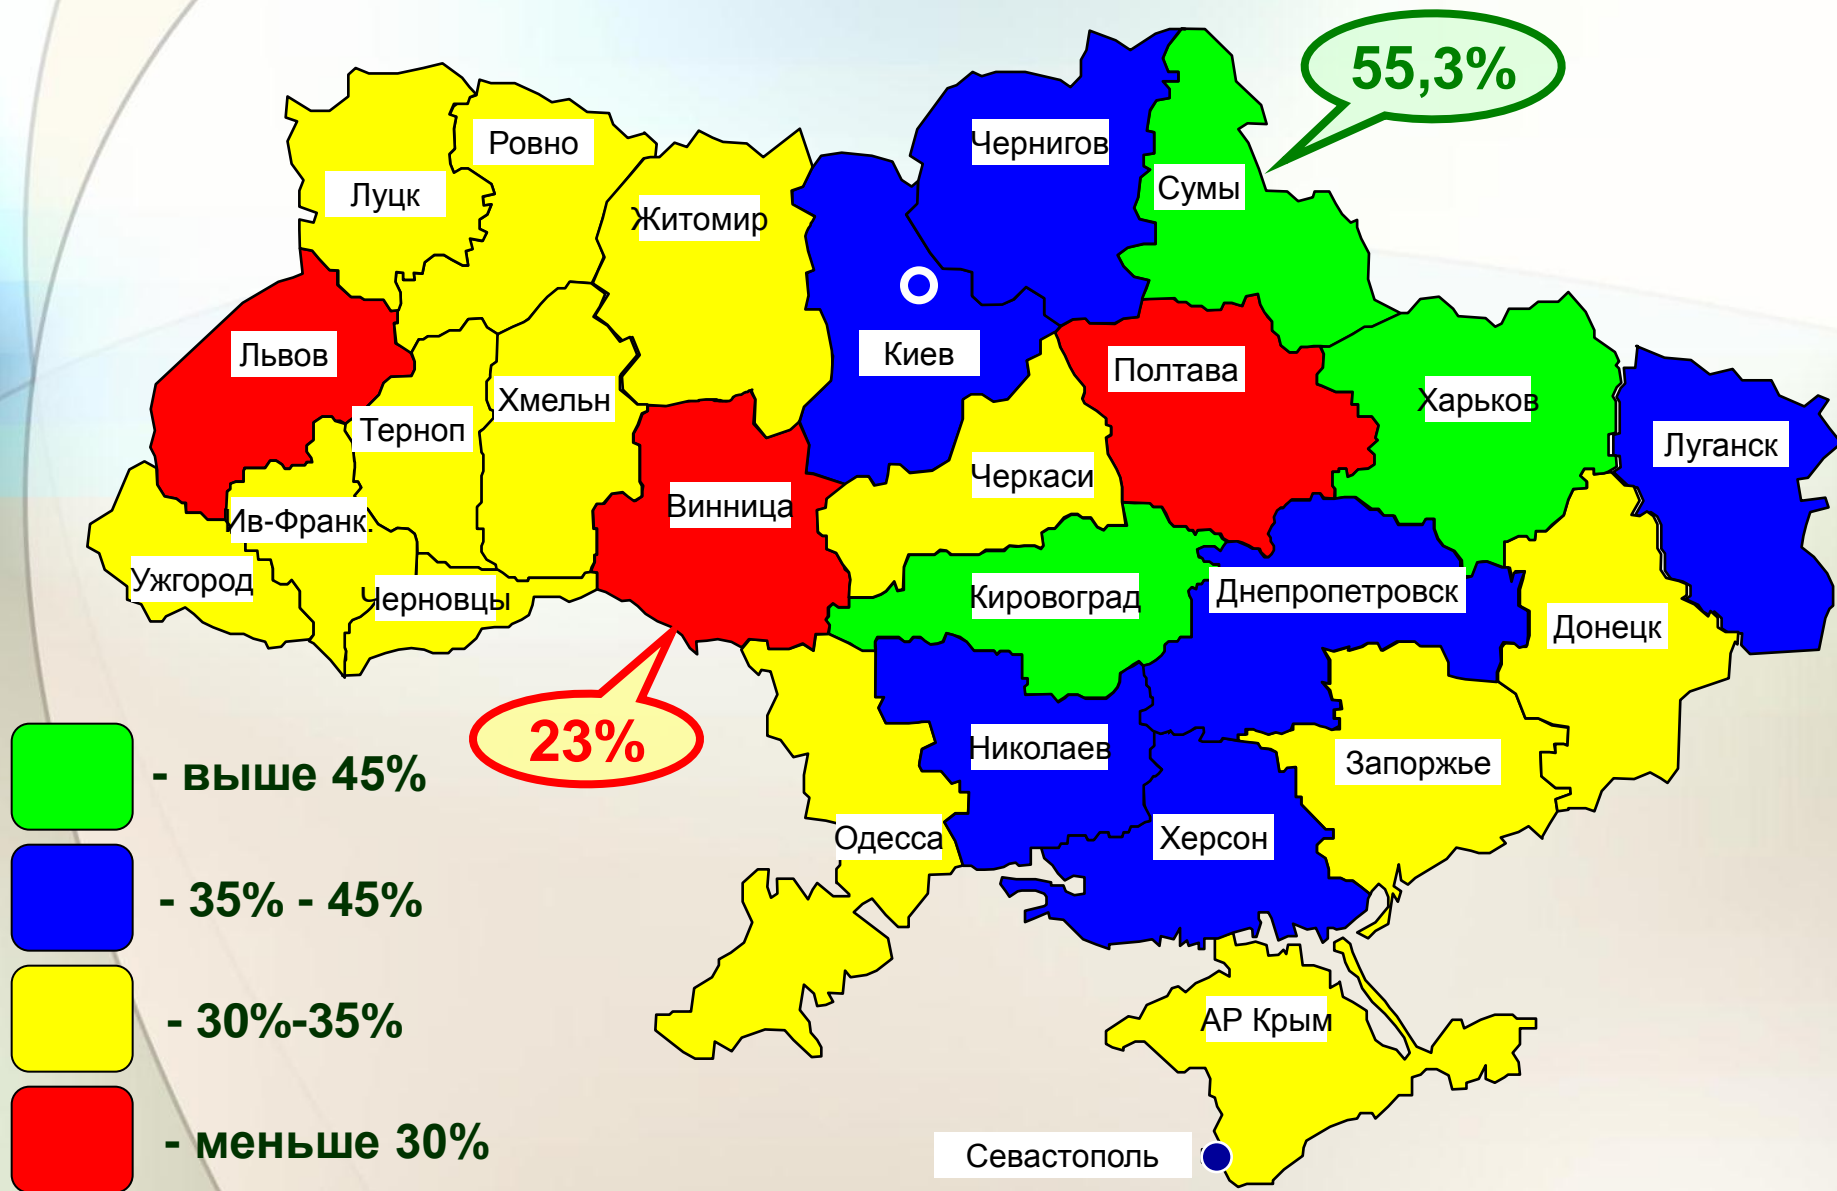 55,3%
Чернигов
Ровно
Сумы
Луцк
Житомир
Львов
Киев
Полтава
Хмельн
Харьков
Терноп
Луганск
Черкаси
Винница
Ив-Франк.
Ужгород
Черновцы
Кировоград
Днепропетровск
Донецк
23%
Николаев
Запоржье
- выше 45%
Одесса
Херсон
- 35% - 45%
АР Крым
- 30%-35%
- меньше 30%
Севастополь